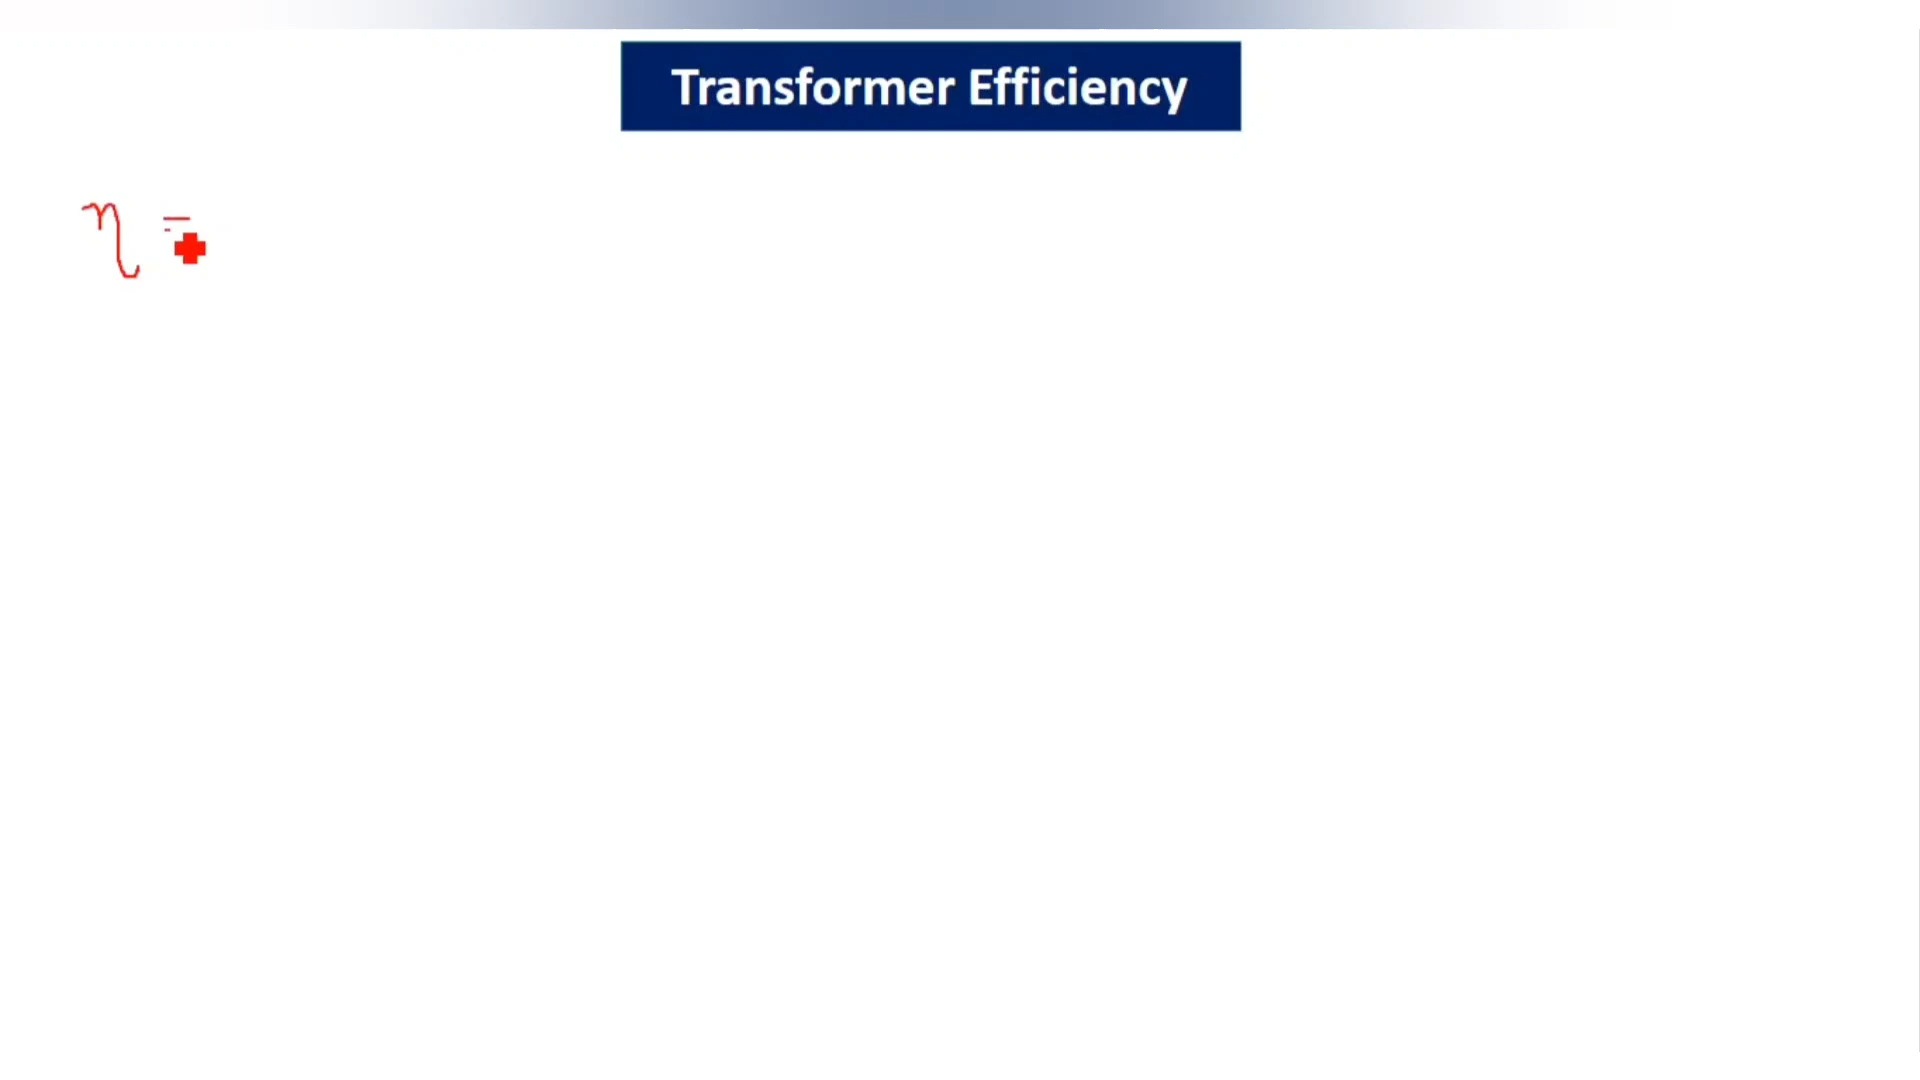 Transformer Efficiency
η =